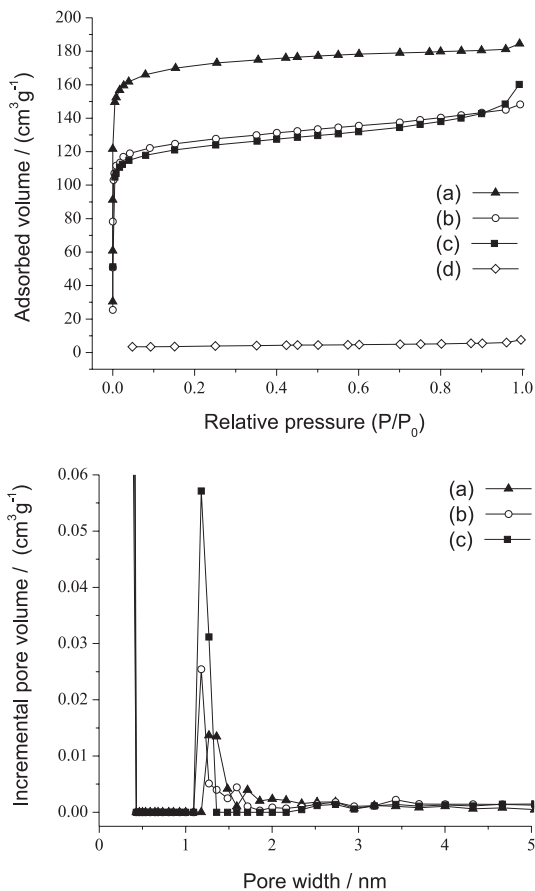 200
180
160
140
120
100
80
60
40
20
0
Adsorbed volume / (cm³g⁻¹)
(a)
(b)
(c)
(d)
0.0 0.2 0.4 0.6 0.8 1.0
Relative pressure (P/P₀)
0.06
0.05
0.04
0.03
0.02
0.01
0.00
Incremental pore volume / (cm³g⁻¹)
(a)
(b)
(c)
0 1 2 3 4 5
Pore width / nm